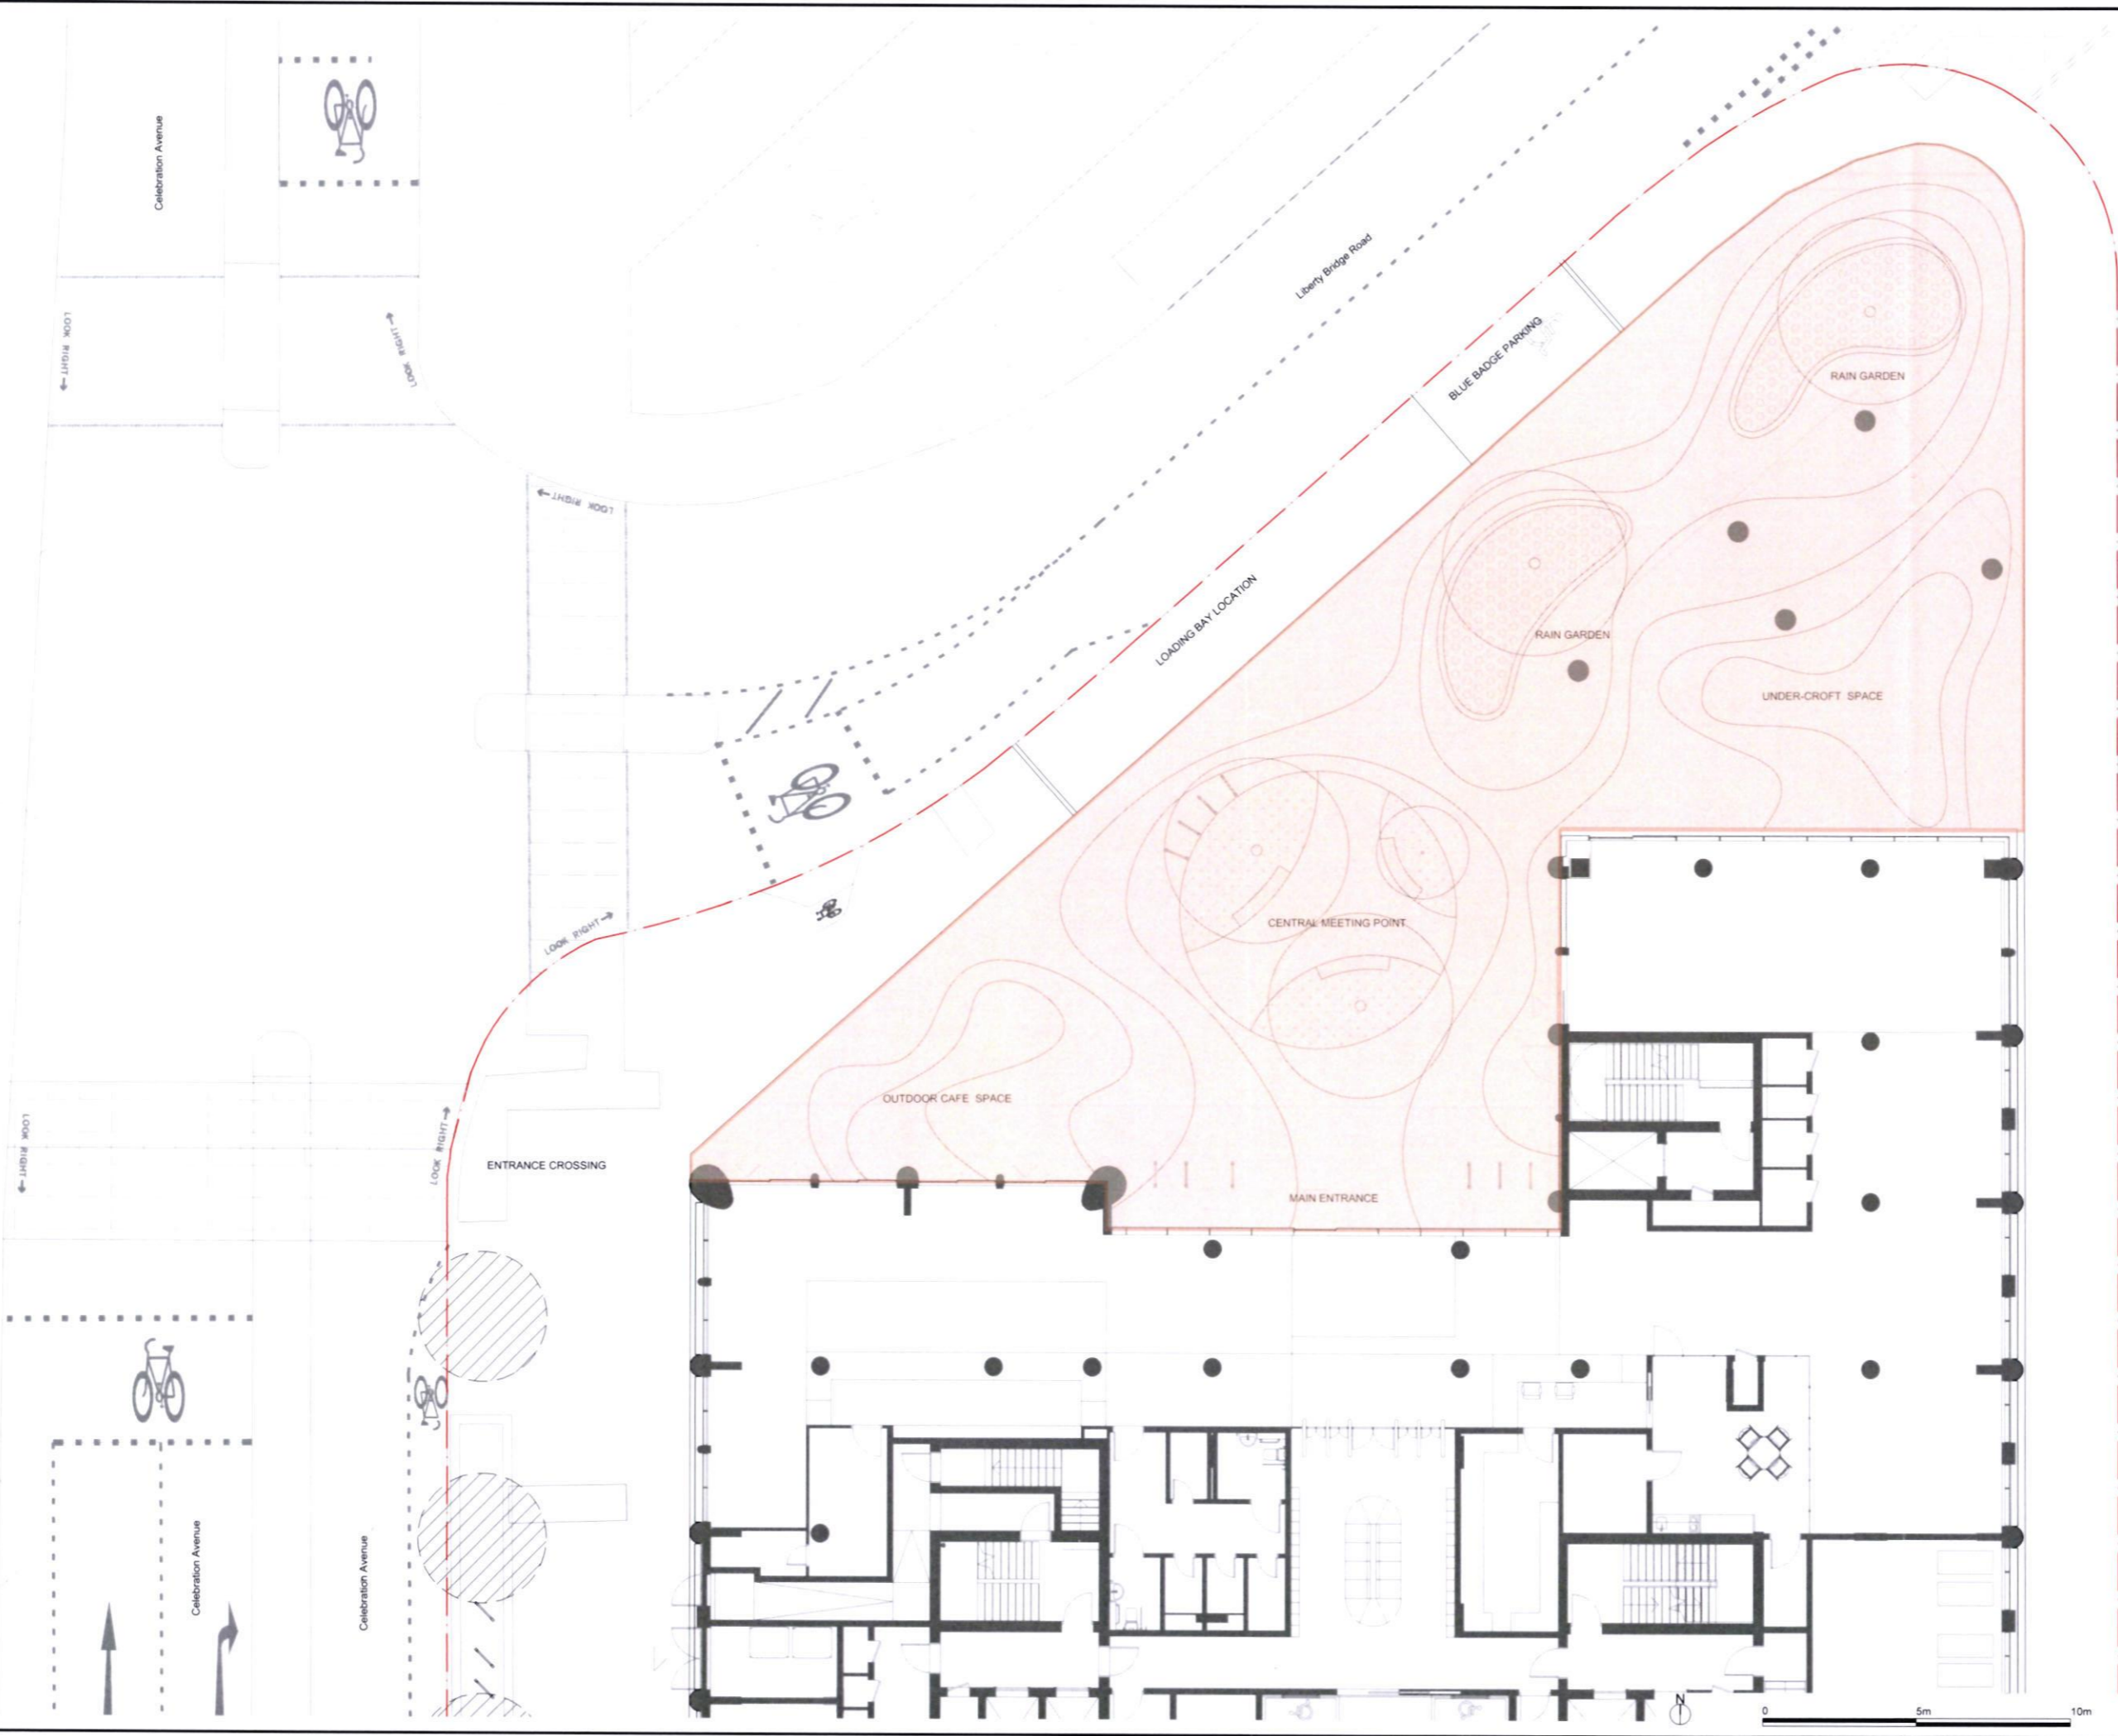 Celebration Avenue
LOOK RIGHT
LOOK RIGHT
LOOK RIGHT
Liberty Bridge Road
BLUE BADGE PARKING
RAIN GARDEN
LOADING BAY LOCATION
RAIN GARDEN
UNDER-CROFT SPACE
LOOK RIGHT
CENTRAL MEETING POINT
OUTDOOR CAFE SPACE
LOOK RIGHT
LOOK RIGHT
ENTRANCE CROSSING
MAIN ENTRANCE
Celebration Avenue
Celebration Avenue
N
0 5m 10m